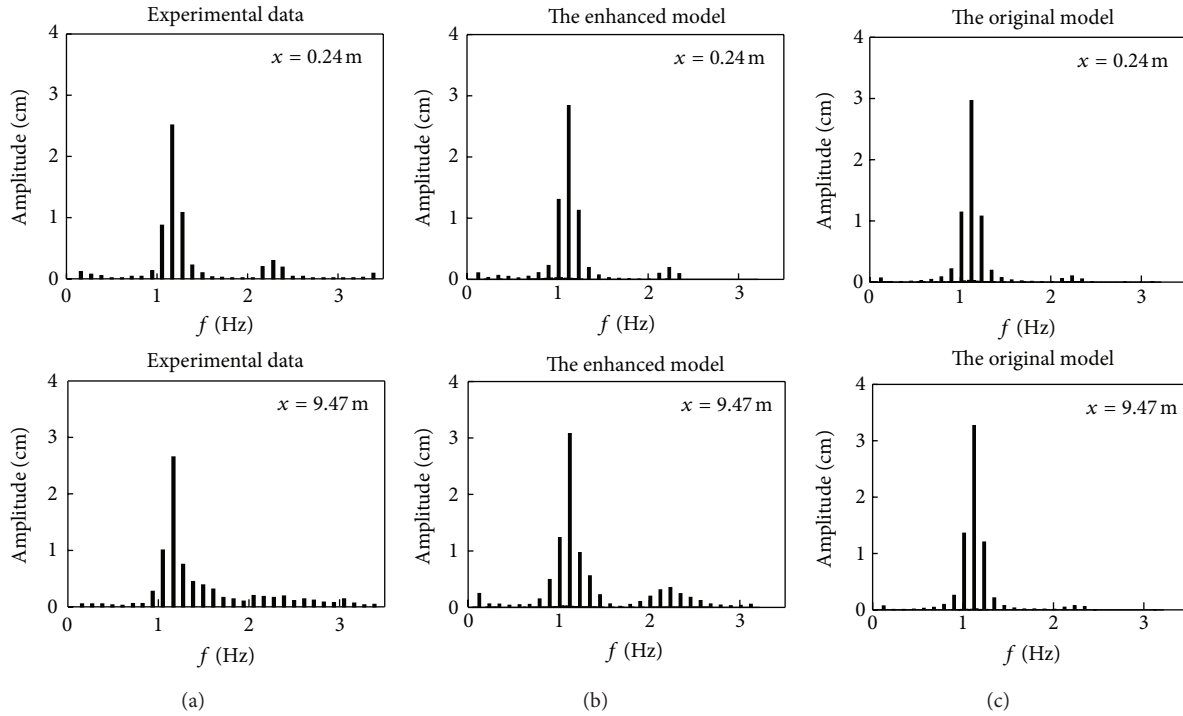 Experimental data
x = 0.24 m
Amplitude (cm)
4
3
2
1
0
0 1 2 3
f (Hz)
The enhanced model
x = 0.24 m
Amplitude (cm)
4
3
2
1
0
0 1 2 3
f (Hz)
The original model
x = 0.24 m
Amplitude (cm)
4
3
2
1
0
0 1 2 3
f (Hz)
Experimental data
x = 9.47 m
Amplitude (cm)
4
3
2
1
0
0 1 2 3
f (Hz)
(a)
The enhanced model
x = 9.47 m
Amplitude (cm)
4
3
2
1
0
0 1 2 3
f (Hz)
(b)
The original model
x = 9.47 m
Amplitude (cm)
4
3
2
1
0
0 1 2 3
f (Hz)
(c)